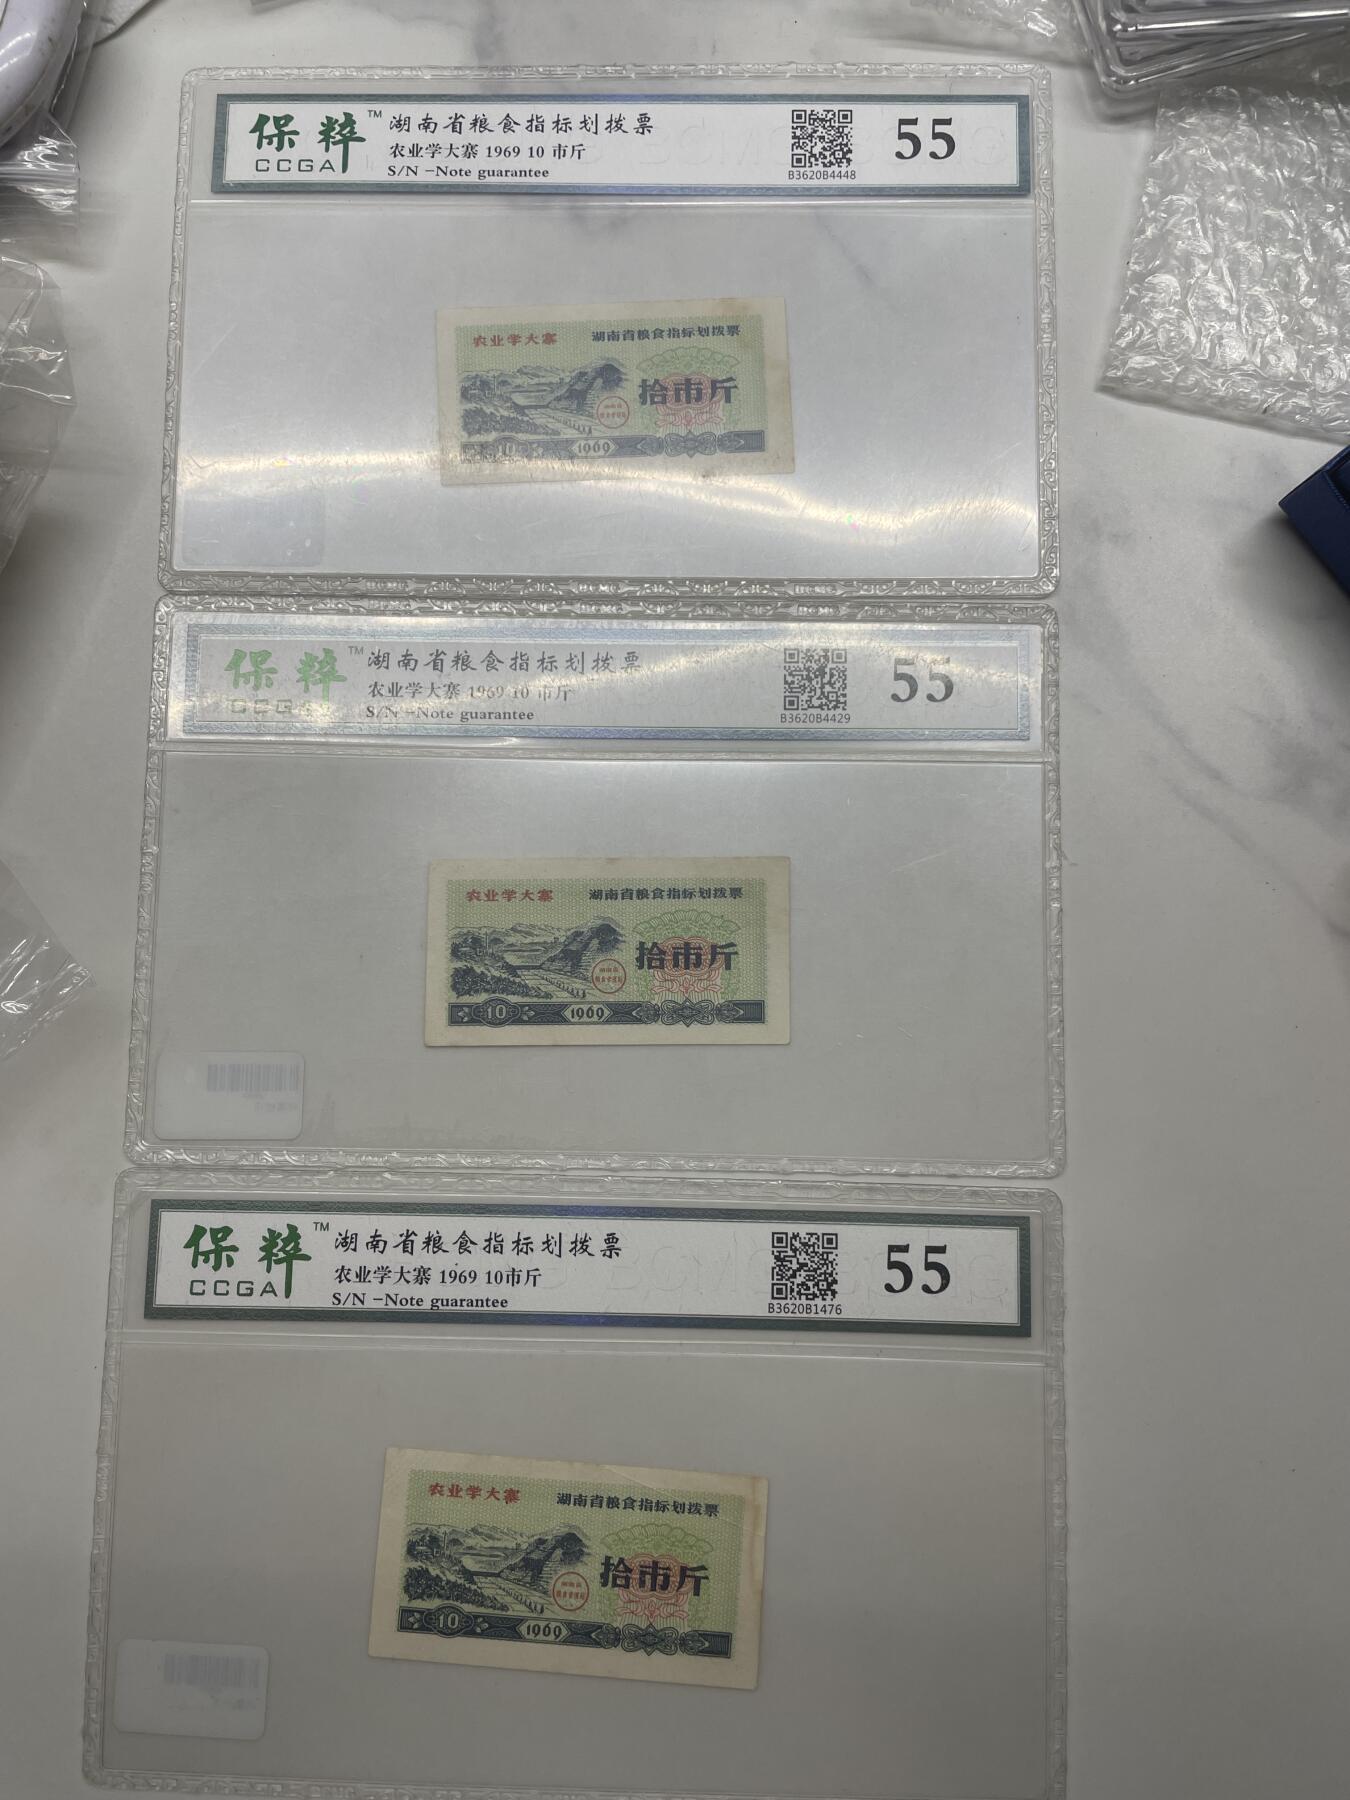 保粹™
CCGA
湖南省粮食指标划拨票
农业学大寨 1969 10 市斤
S/N -Note guarantee
B3620B4448
55
农业学大寨
湖南省粮食指标划拨票
拾市斤
10
1969
保粹™
CCGA
湖南省粮食指标划拨票
农业学大寨 1969 10 市斤
S/N -Note guarantee
B3620B4429
55
农业学大寨
湖南省粮食指标划拨票
拾市斤
10
1969
保粹™
CCGA
湖南省粮食指标划拨票
农业学大寨 1969 10市斤
S/N -Note guarantee
B3620B1476
55
农业学大寨
湖南省粮食指标划拨票
拾市斤
10
1969